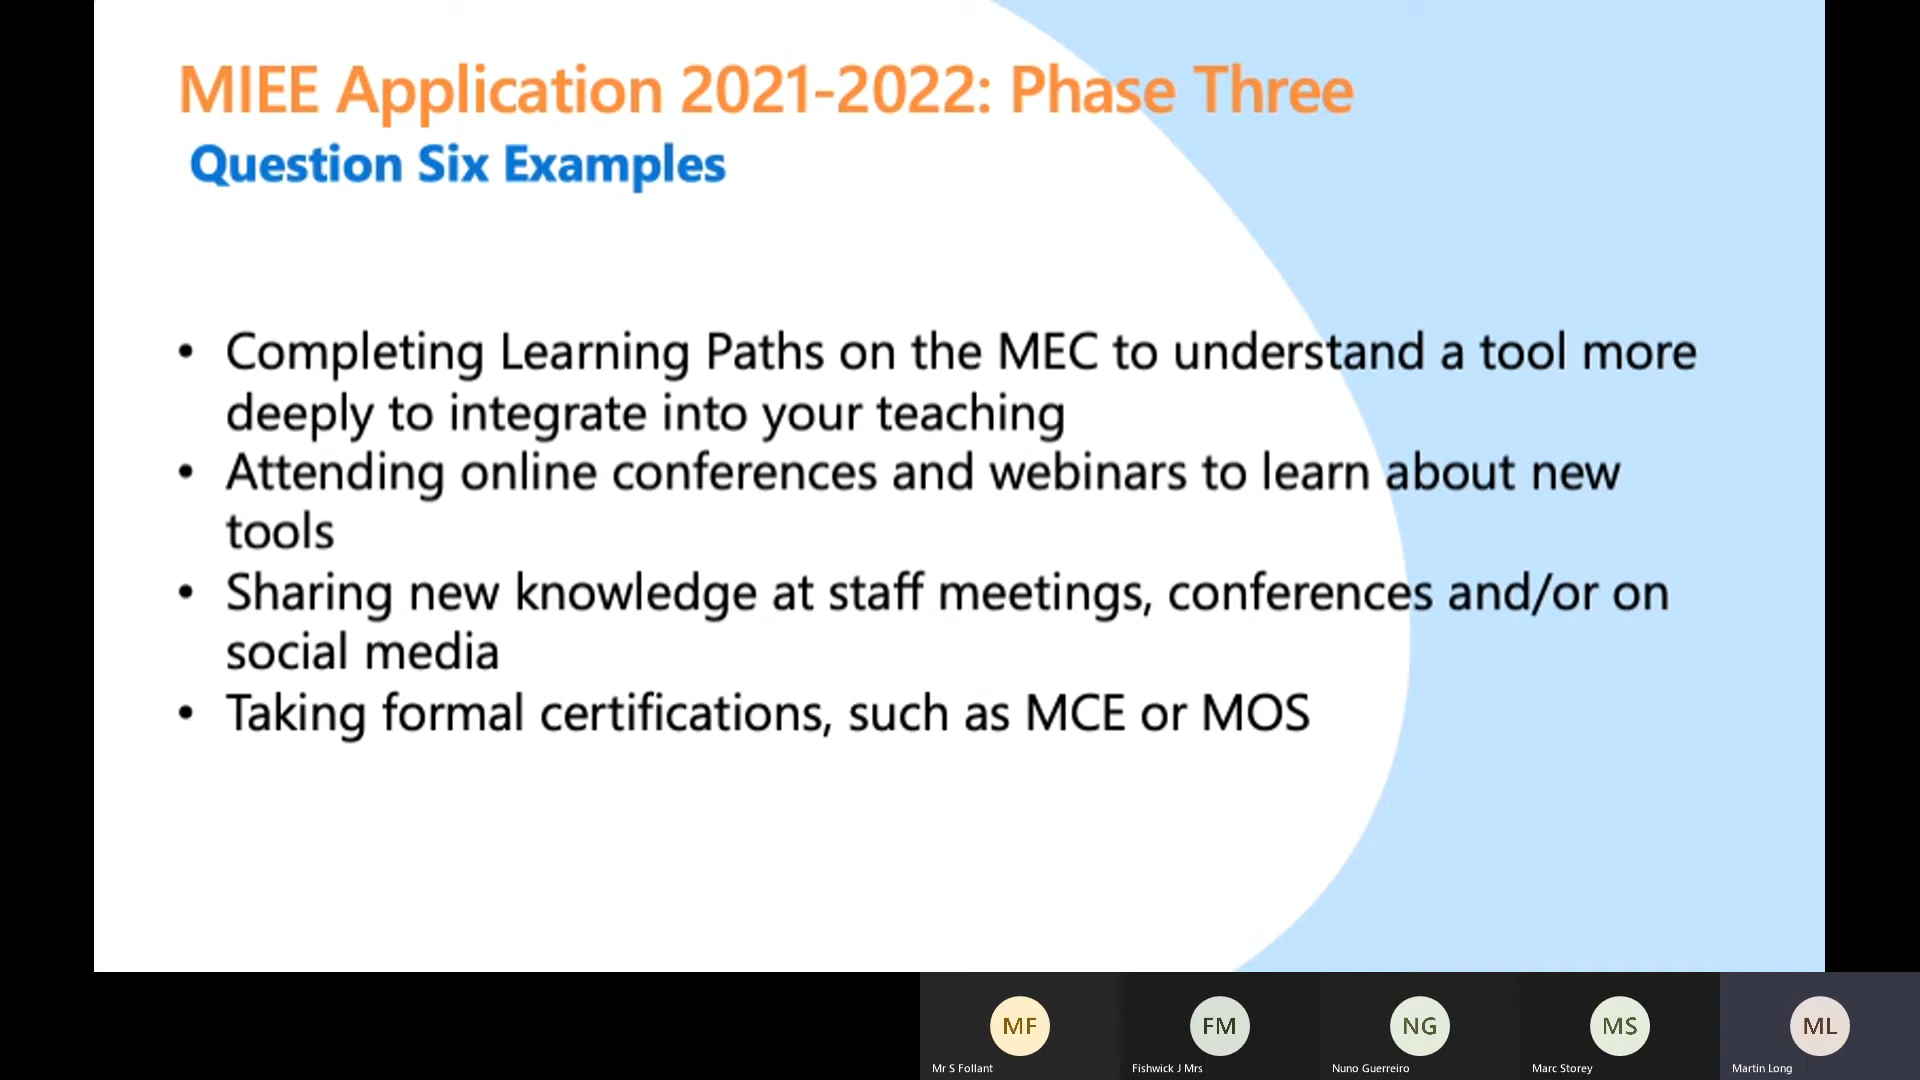 MIEE Application 2021-2022: Phase Three
Question Six Examples
• Completing Learning Paths on the MEC to understand a tool more
deeply to integrate into your teaching
• Attending online conferences and webinars to learn about new
tools
• Sharing new knowledge at staff meetings, conferences and/or on
social media
• Taking formal certifications, such as MCE or MOS
MF
FM
NG
MS
ML
Mr S Follant
Fishwick J Mrs
Nuno Guerreiro
Marc Storey
Martin Long